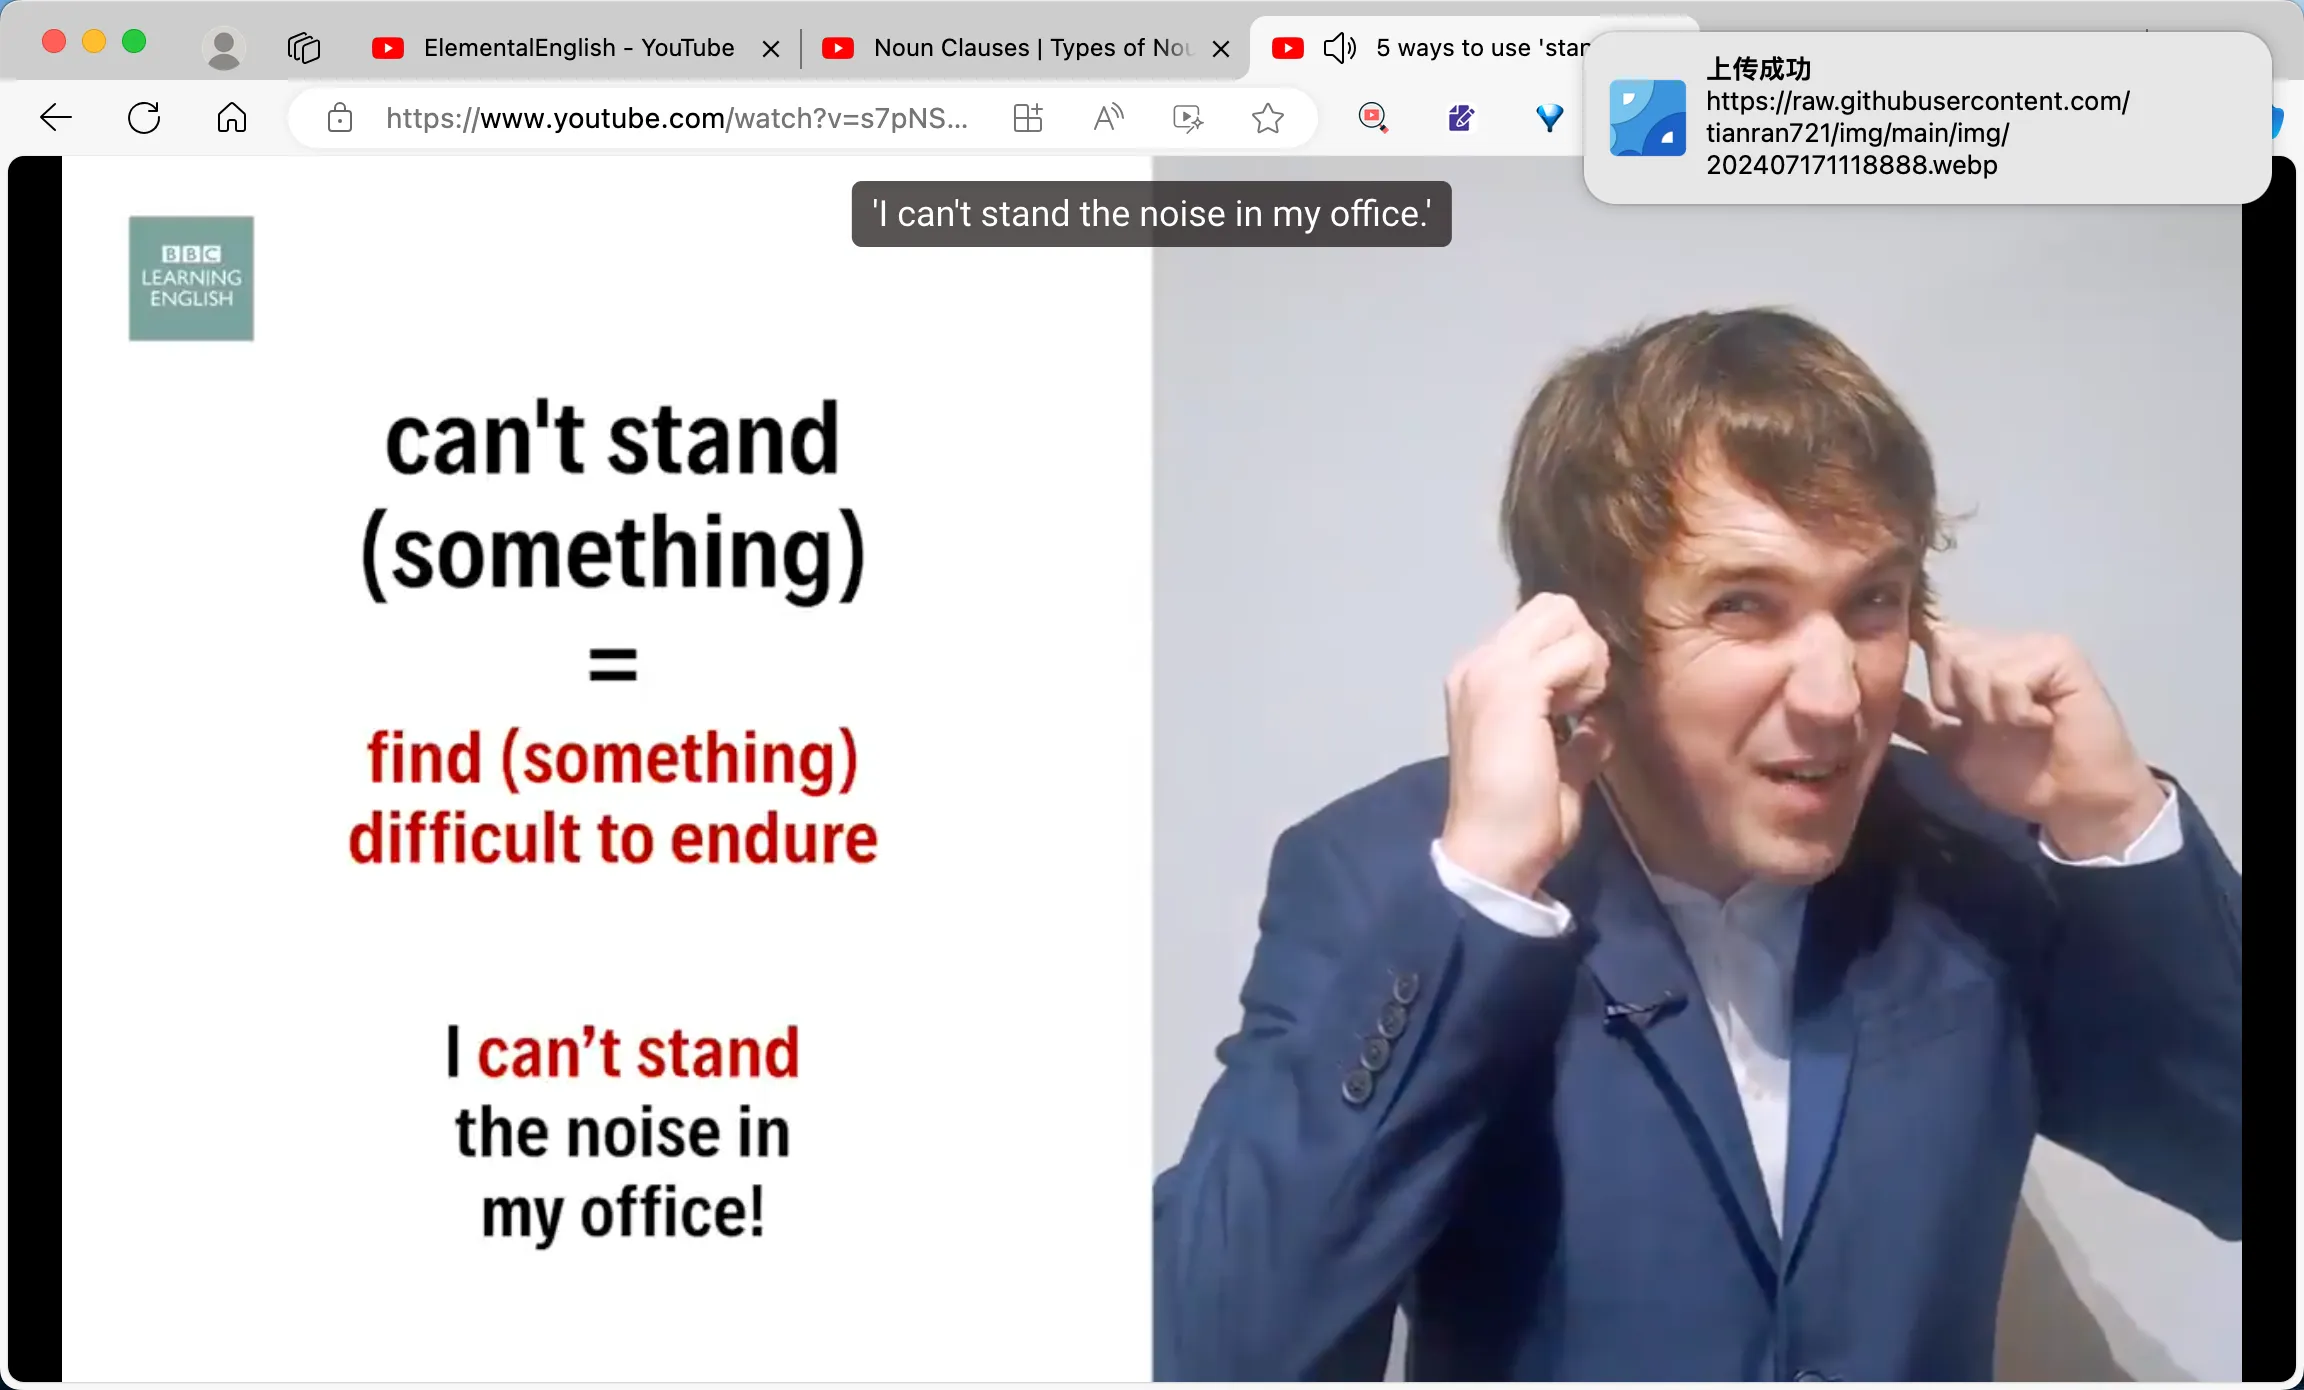 ElementalEnglish - YouTube
Noun Clauses | Types of Nou
5 ways to use 'stan
上传成功
https://raw.githubusercontent.com/
tianran721/img/main/img/
202407171118888.webp
https://www.youtube.com/watch?v=s7pNS...
'I can't stand the noise in my office.'
BBC
LEARNING
ENGLISH
can't stand
(something)
=
find (something)
difficult to endure
I can’t stand
the noise in
my office!